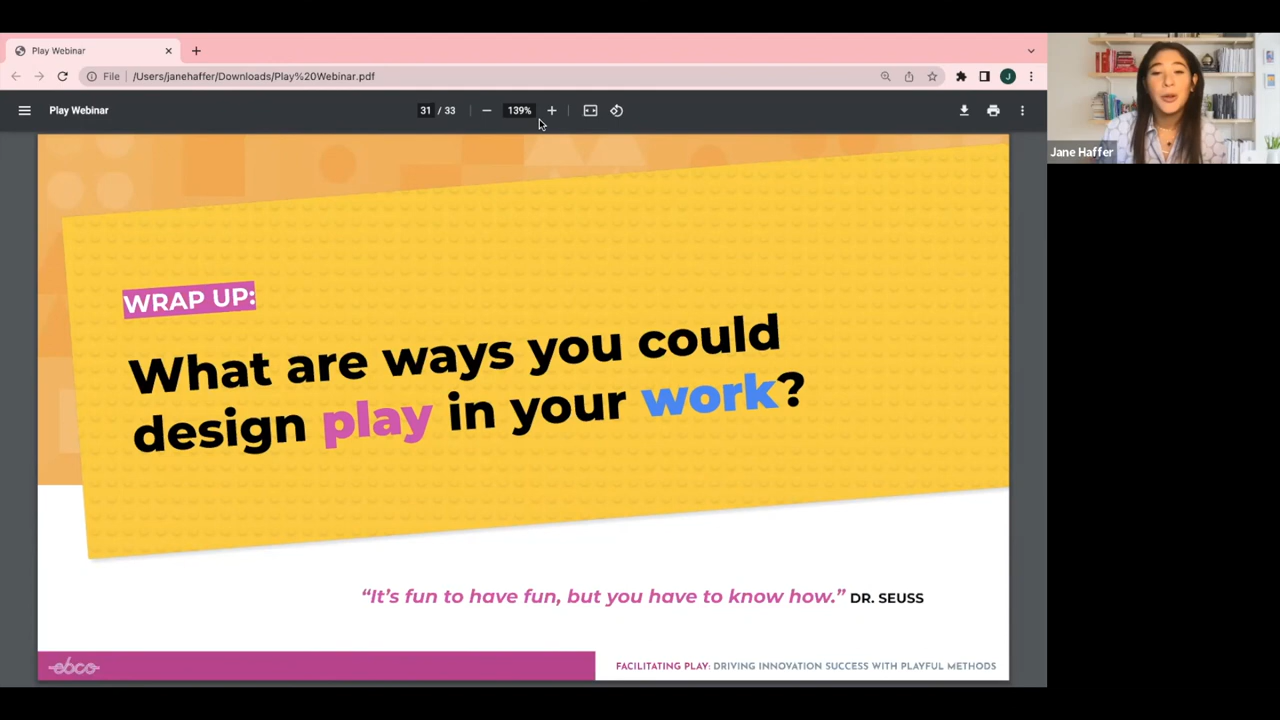 Play Webinar
File
/Users/janehaffer/Downloads/Play%20Webinar.pdf
J
Play Webinar
31 / 33
139%
Jane Haffer
WRAP UP:
What are ways you could
design play in your work?
“It’s fun to have fun, but you have to know how.” DR. SEUSS
ebco
FACILITATING PLAY: DRIVING INNOVATION SUCCESS WITH PLAYFUL METHODS